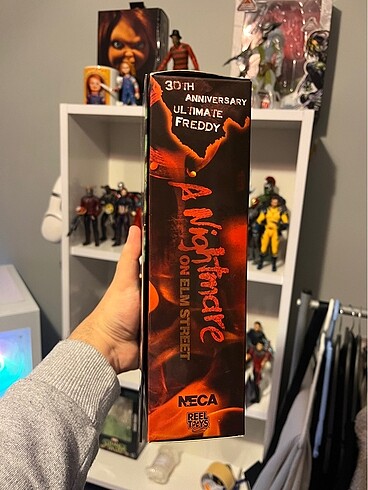 30TH
ANNIVERSARY
ULTIMATE
FREDDY
A Nightmare
ON ELM STREET
NECA
REEL
TOYS